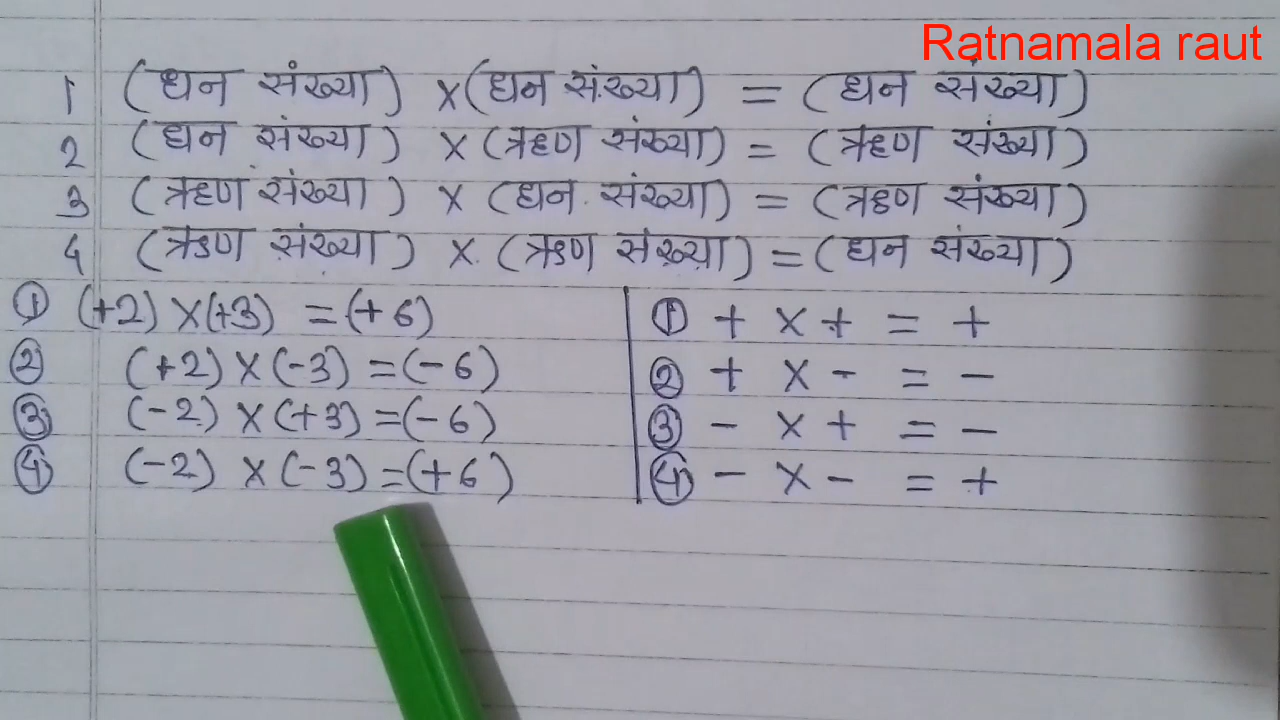 Ratnamala raut
1 (धन संख्या) × (धन संख्या) = (धन संख्या)
2 (धन संख्या) × (ऋण संख्या) = (ऋण संख्या)
3 (ऋण संख्या) × (धन संख्या) = (ऋण संख्या)
4 (ऋण संख्या) × (ऋण संख्या) = (धन संख्या)
① (+2) × (+3) = (+6)
② (+2) × (-3) = (-6)
③ (-2) × (+3) = (-6)
④ (-2) × (-3) = (+6)
① + × + = +
② + × - = -
③ - × + = -
④ - × - = +